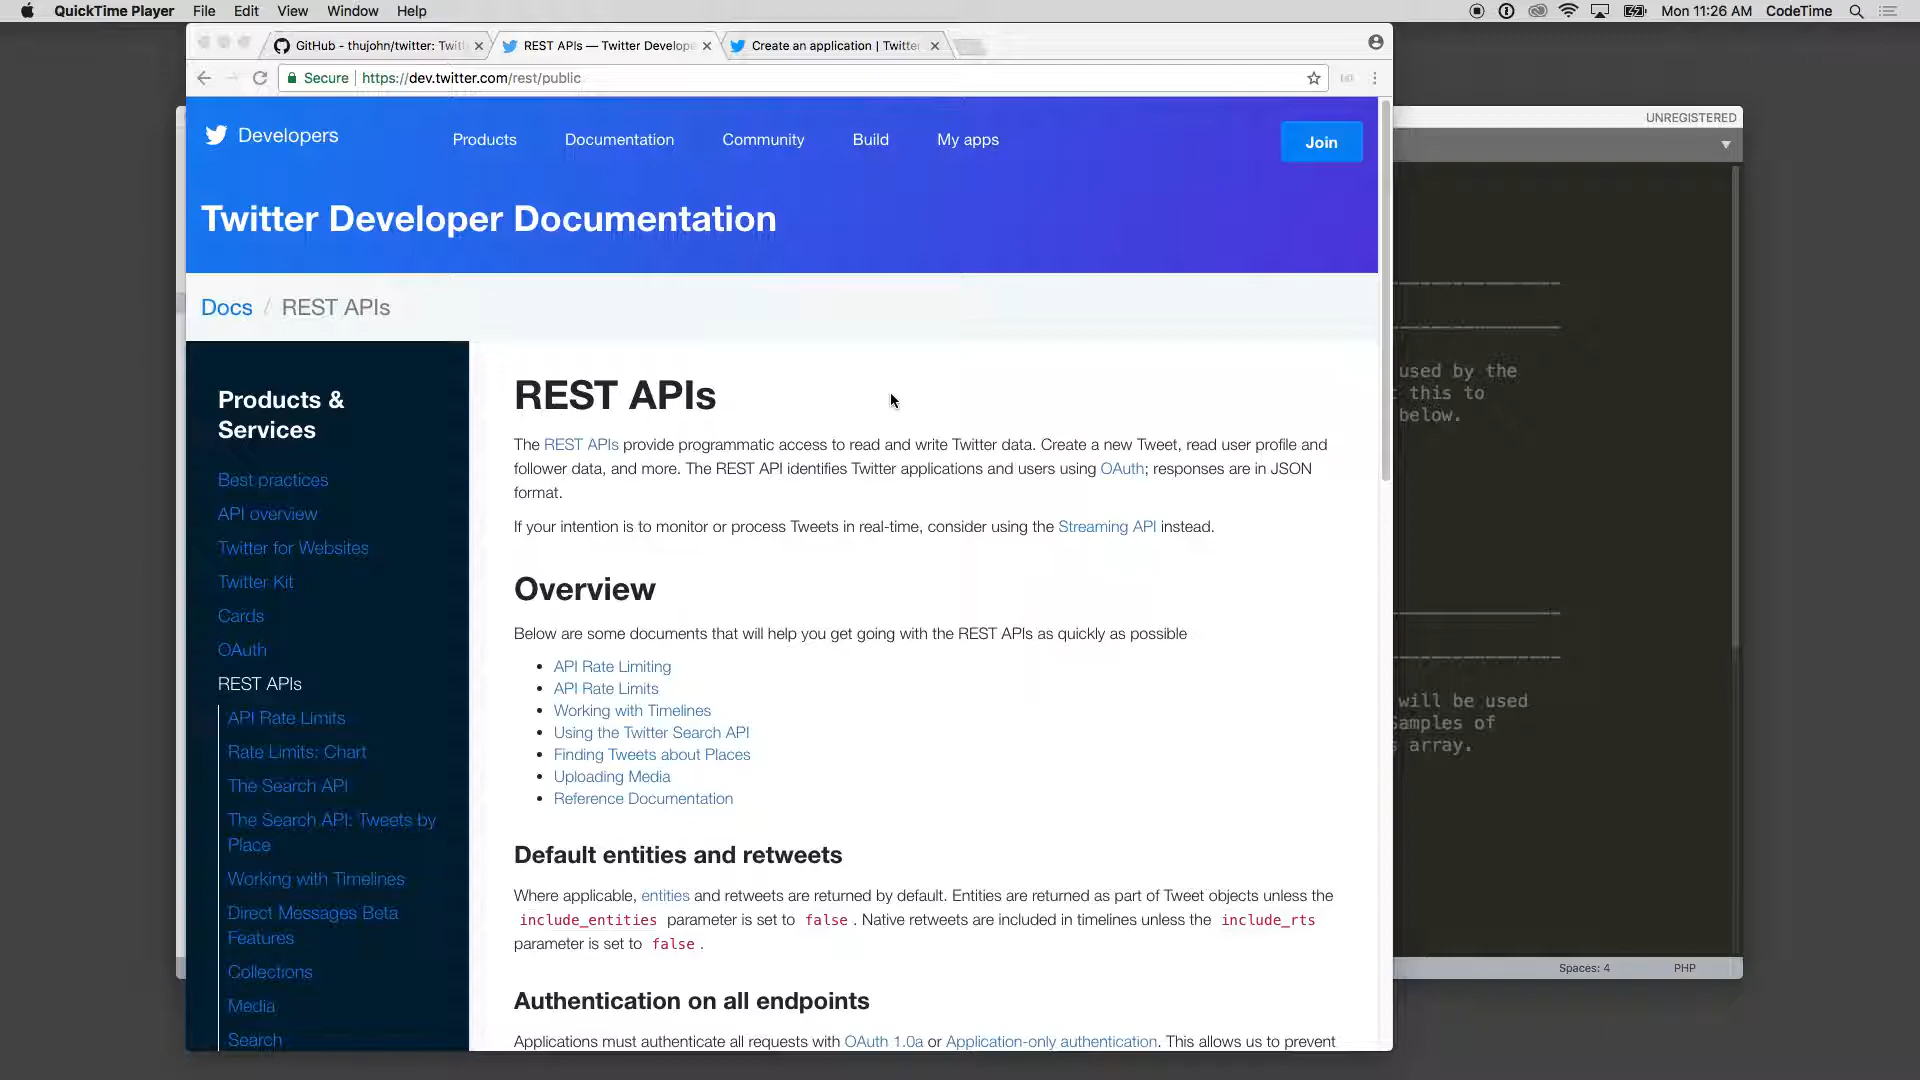 QuickTime Player File Edit View Window Help Mon 11:26 AM CodeTime
GitHub - thujohn/twitter: Twitt REST APIs — Twitter Develope Create an application | Twitter
Secure https://dev.twitter.com/rest/public
UNREGISTERED
Developers Products Documentation Community Build My apps Join
Twitter Developer Documentation
Docs / REST APIs
Products &
Services
Best practices
API overview
Twitter for Websites
Twitter Kit
Cards
OAuth
REST APIs
API Rate Limits
Rate Limits: Chart
The Search API
The Search API: Tweets by
Place
Working with Timelines
Direct Messages Beta
Features
Collections
Media
Search
REST APIs
The REST APIs provide programmatic access to read and write Twitter data. Create a new Tweet, read user profile and
follower data, and more. The REST API identifies Twitter applications and users using OAuth; responses are in JSON
format.
If your intention is to monitor or process Tweets in real-time, consider using the Streaming API instead.
Overview
Below are some documents that will help you get going with the REST APIs as quickly as possible
API Rate Limiting
API Rate Limits
Working with Timelines
Using the Twitter Search API
Finding Tweets about Places
Uploading Media
Reference Documentation
Default entities and retweets
Where applicable, entities and retweets are returned by default. Entities are returned as part of Tweet objects unless the
include_entities parameter is set to false . Native retweets are included in timelines unless the include_rts
parameter is set to false .
Authentication on all endpoints
Applications must authenticate all requests with OAuth 1.0a or Application-only authentication. This allows us to prevent
used by the
this to
below.
will be used
Samples of
array.
Spaces: 4 PHP